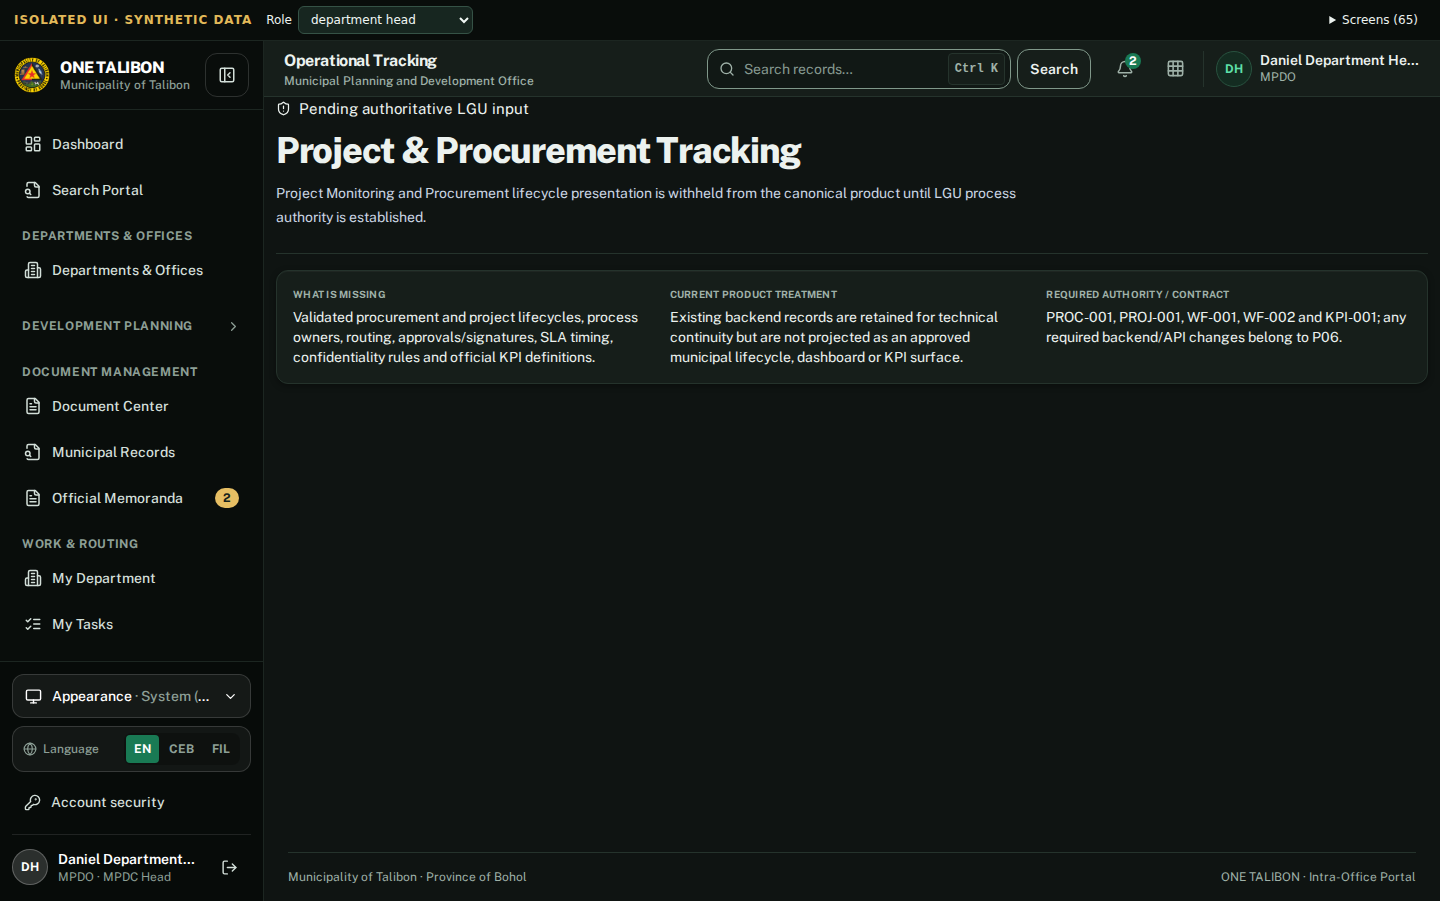 ISOLATED UI · SYNTHETIC DATA
Role
department head
Screens (65)
ONE TALIBON
Municipality of Talibon
Operational Tracking
Municipal Planning and Development Office
Search records...
Ctrl K
Search
2
DH
Daniel Department He...
MPDO
Dashboard
Search Portal
DEPARTMENTS & OFFICES
Departments & Offices
DEVELOPMENT PLANNING
DOCUMENT MANAGEMENT
Document Center
Municipal Records
Official Memoranda
2
WORK & ROUTING
My Department
My Tasks
Appearance · System (...
Language
EN
CEB
FIL
Account security
DH
Daniel Department...
MPDO · MPDC Head
Pending authoritative LGU input
Project & Procurement Tracking
Project Monitoring and Procurement lifecycle presentation is withheld from the canonical product until LGU process
authority is established.
WHAT IS MISSING
Validated procurement and project lifecycles, process
owners, routing, approvals/signatures, SLA timing,
confidentiality rules and official KPI definitions.
CURRENT PRODUCT TREATMENT
Existing backend records are retained for technical
continuity but are not projected as an approved
municipal lifecycle, dashboard or KPI surface.
REQUIRED AUTHORITY / CONTRACT
PROC-001, PROJ-001, WF-001, WF-002 and KPI-001; any
required backend/API changes belong to P06.
Municipality of Talibon · Province of Bohol
ONE TALIBON · Intra-Office Portal